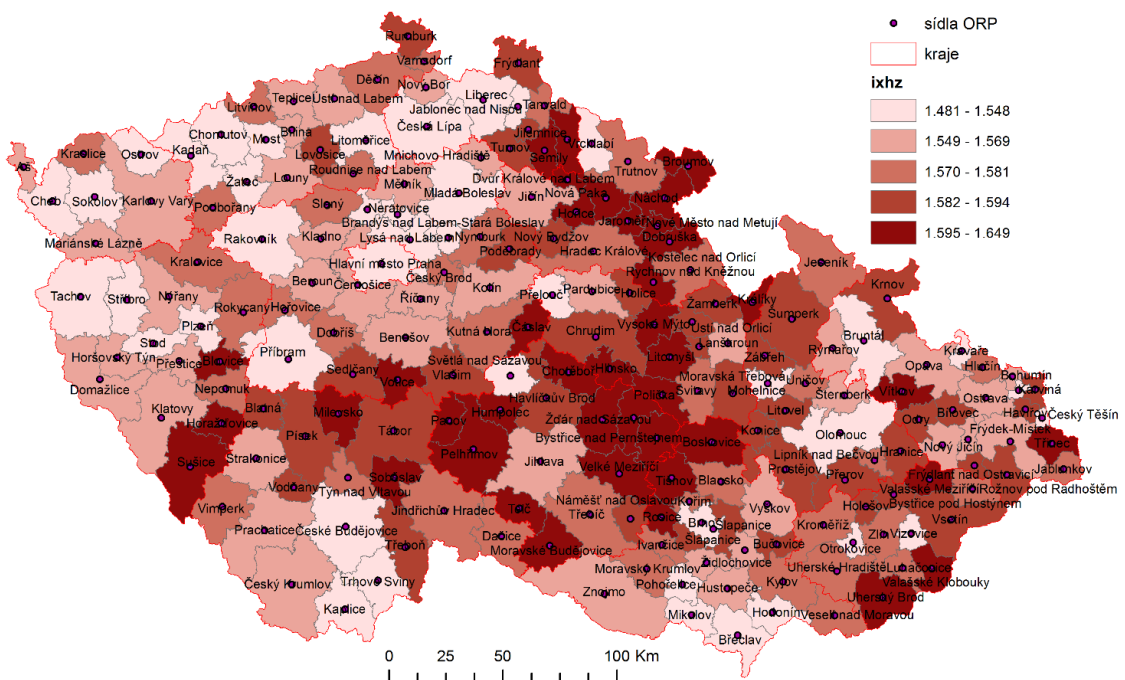 sídla ORP
kraje
ixhz
1.481 - 1.548
1.549 - 1.569
1.570 - 1.581
1.582 - 1.594
1.595 - 1.649
Rumburk
Varnsdorf
Frýdlant
Děčín
Nový Bor
Liberec
Teplice
Ústí nad Labem
Jablonec nad Nisou
Tanvald
Litvínov
Chomutov
Most
Bílina
Litoměřice
Česká Lípa
Jilemnice
Vrchlabí
Kraslice
Ostrov
Kadaň
Lovosice
Mnichovo Hradiště
Turnov
Semily
Trutnov
Broumov
Aš
Roudnice nad Labem
Dvůr Králové nad Labem
Žatec
Louny
Mělník
Mladá Boleslav
Jičín
Nová Paka
Náchod
Cheb
Sokolov
Karlovy Vary
Podbořany
Slaný
Neratovice
Hořice
Jaroměř
Nové Město nad Metují
Brandýs nad Labem-Stará Boleslav
Dobruška
Mariánské Lázně
Rakovník
Kladno
Lysá nad Labem
Nymburk
Nový Bydžov
Poděbrady
Hradec Králové
Kostelec nad Orlicí
Kralovice
Hlavní město Praha
Český Brod
Rychnov nad Kněžnou
Jeseník
Tachov
Stříbro
Nýřany
Beroun
Černošice
Říčany
Kolín
Přelouč
Pardubice
Holice
Krnov
Rokycany
Hořovice
Žamberk
Králíky
Šumperk
Plzeň
Dobříš
Kutná Hora
Čáslav
Chrudim
Vysoké Mýto
Ústí nad Orlicí
Bruntál
Stod
Příbram
Benešov
Lanškroun
Rýmařov
Kravaře
Horšovský Týn
Přeštice
Blovice
Světlá nad Sázavou
Litomyšl
Zábřeh
Opava
Hlučín
Domažlice
Nepomuk
Sedlčany
Votice
Vlašim
Chotěboř
Hlinsko
Moravská Třebová
Mohelnice
Uničov
Šternberk
Vítkov
Bohumín
Karviná
Havlíčkův Brod
Polička
Svitavy
Ostrava
Klatovy
Blatná
Milevsko
Humpolec
Litovel
Havířov
Český Těšín
Horažďovice
Pacov
Žďár nad Sázavou
Odry
Bílovec
Písek
Tábor
Bystřice nad Pernštejnem
Konice
Olomouc
Nový Jičín
Frýdek-Místek
Třinec
Strakonice
Pelhřimov
Jihlava
Boskovice
Lipník nad Bečvou
Hranice
Sušice
Velké Meziříčí
Prostějov
Přerov
Frýdlant nad Ostravicí
Jablunkov
Vodňany
Soběslav
Tišnov
Blansko
Valašské Meziříčí
Rožnov pod Radhoštěm
Týn nad Vltavou
Náměšť nad Oslavou
Kuřim
Bystřice pod Hostýnem
Vimperk
Jindřichův Hradec
Telč
Třebíč
Rosice
Vyškov
Holešov
Vsetín
Prachatice
České Budějovice
Brno
Šlapanice
Kroměříž
Zlín
Vizovice
Třeboň
Dačice
Moravské Budějovice
Ivančice
Šlapanice
Bučovice
Otrokovice
Český Krumlov
Trhové Sviny
Moravský Krumlov
Židlochovice
Uherské Hradiště
Luhačovice
Valašské Klobouky
Pohořelice
Hustopeče
Kyjov
Uherský Brod
Kaplice
Znojmo
Mikulov
Hodonín
Veselí nad Moravou
Břeclav
0 25 50 100 Km